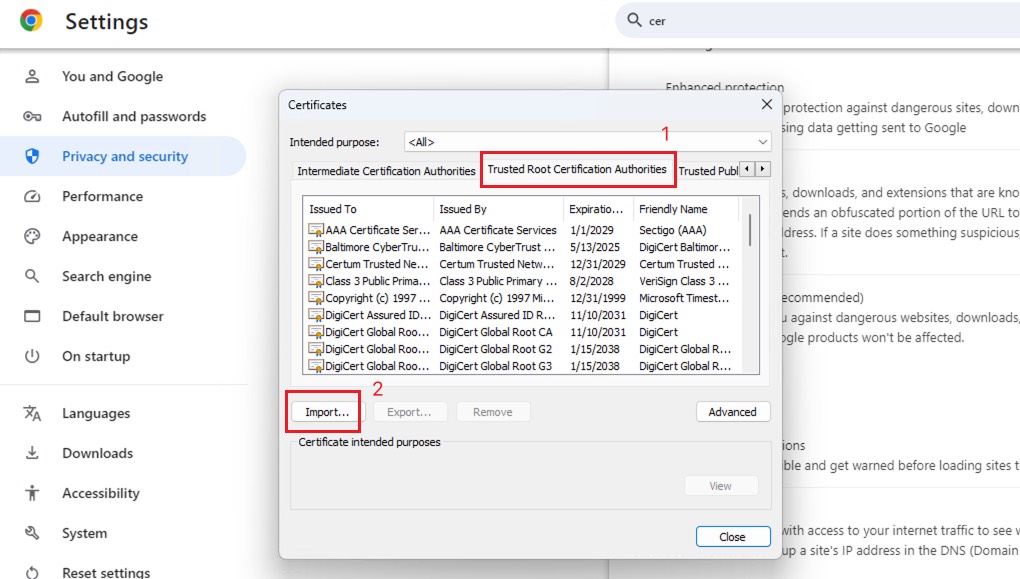 Settings
cer
You and Google
Autofill and passwords
Privacy and security
Performance
Appearance
Search engine
Default browser
On startup
Languages
Downloads
Accessibility
System
Reset settings
Enhanced protection
protection against dangerous sites, down
sing data getting sent to Google
s, downloads, and extensions that are kno
ends an obfuscated portion of the URL to
dress. If a site does something suspicious,
t.
ecommended)
u against dangerous websites, downloads,
ogle products won't be affected.
ions
ible and get warned before loading sites t
with access to your internet traffic to see w
up a site's IP address in the DNS (Domain
Certificates
Intended purpose:
<All>
1
Intermediate Certification Authorities
Trusted Root Certification Authorities
Trusted Publ
Issued To Issued By Expiratio... Friendly Name
AAA Certificate Ser... AAA Certificate Services 1/1/2029 Sectigo (AAA)
Baltimore CyberTru... Baltimore CyberTrust ... 5/13/2025 DigiCert Baltimor...
Certum Trusted Ne... Certum Trusted Netw... 12/31/2029 Certum Trusted ...
Class 3 Public Prima... Class 3 Public Primary ... 8/2/2028 VeriSign Class 3 ...
Copyright (c) 1997 ... Copyright (c) 1997 Mi... 12/31/1999 Microsoft Timest...
DigiCert Assured ID... DigiCert Assured ID R... 11/10/2031 DigiCert
DigiCert Global Roo... DigiCert Global Root CA 11/10/2031 DigiCert
DigiCert Global Roo... DigiCert Global Root G2 1/15/2038 DigiCert Global R...
DigiCert Global Roo... DigiCert Global Root G3 1/15/2038 DigiCert Global R...
2
Import... Export... Remove Advanced
Certificate intended purposes
View
Close